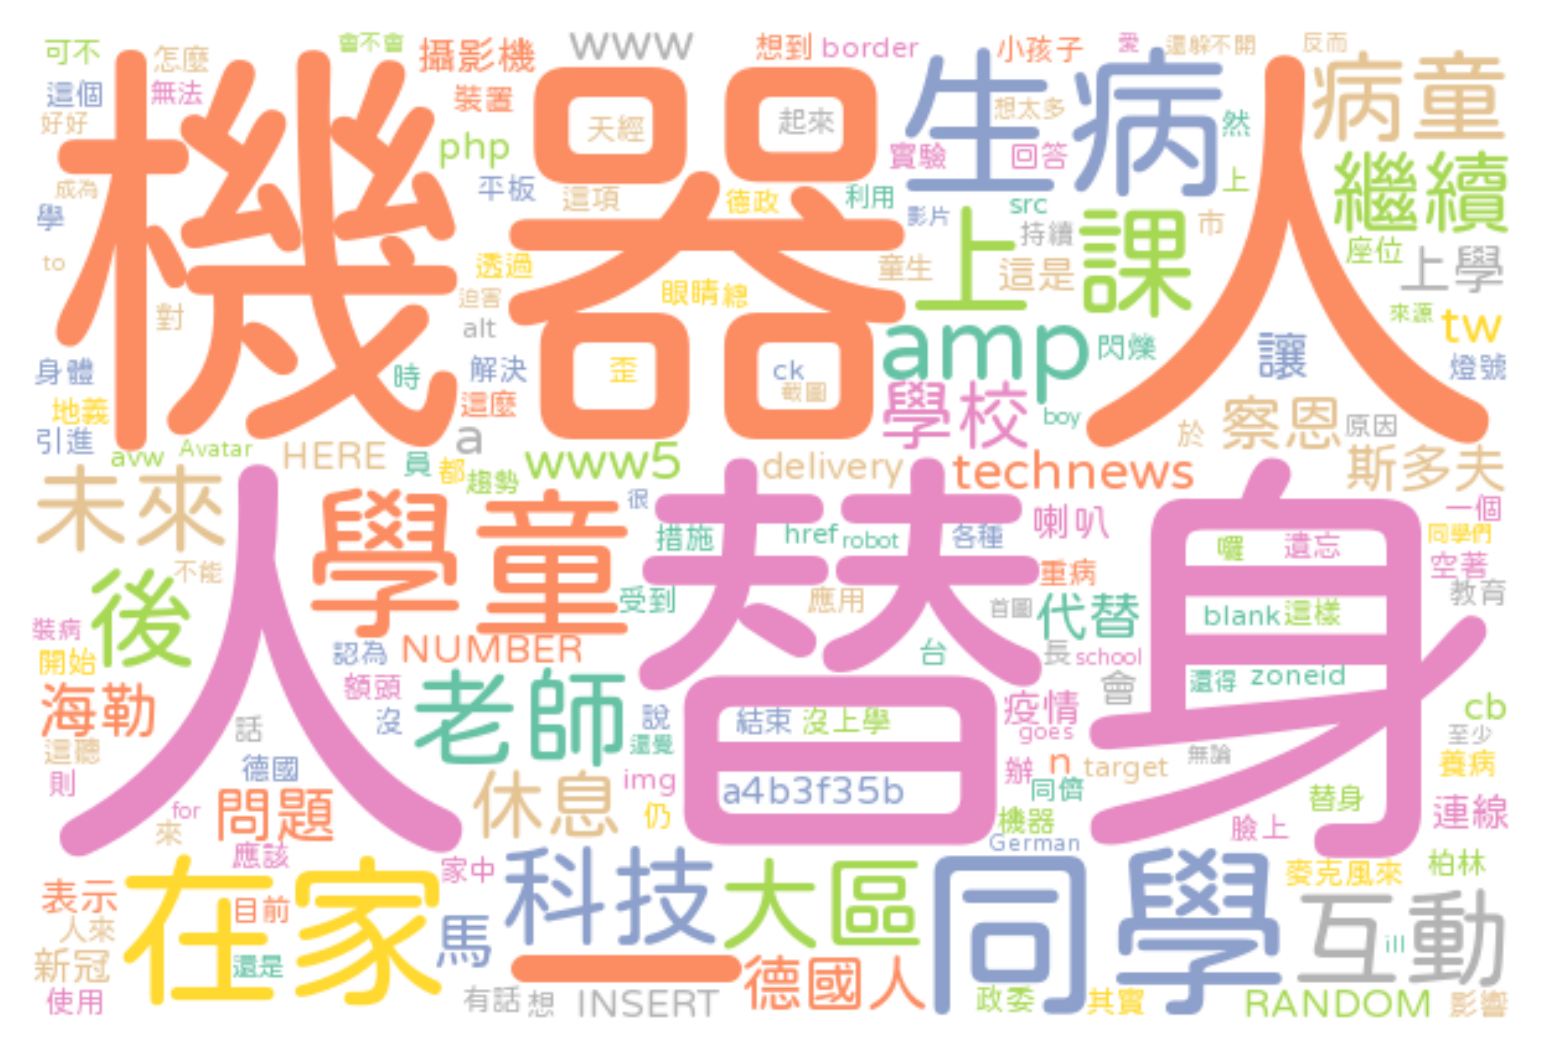 可不 怎麼 會不會 攝影機 www 想到 border 小孩子 愛 還躲不開 反而
這個 無法 裝置 天經 起來 生病 想太多 然 病童
好好 機器人 php 實驗 回答
成為 平板 這項 德政 利用 影片 src 上 繼續
學 上課 持續 市 座位
to 透過 眼睛 總 童生 這是 上學
對 迫害 alt amp 閃爍 來源 tw
身體 時 解決 歪 ck 截圖 讓 燈號
地義 這麼 學校 boy 察恩 原因
引進 avw Avatar HERE a www5 delivery technews 於 斯多夫
未來 員 都 趨勢 很 一個
人替身 學童 措施 href robot 各種 喇叭 囉 遺忘 同學們
不能 後 受到 應用 首圖 重病 空著 教育
裝病 認為 NUMBER 台 代替 blank 這樣
開始 額頭 長 school 還得 zoneid
海勒 話 沒 老師 說 結束 沒上學 疫情 會 cb
這聽 德國 還覺 goes 無論 至少
則 休息 img a4b3f35b 辦 n target 養病
for 問題 仍 同儕 替身 連線
來 機器 臉上
應該 家中 German 柏林
表示 在家 目前 科技 大區 同學 麥克風來
人來 馬 互動 ill
新冠 還是 一 德國人
使用 有話 想 INSERT 政委 其實 RANDOM 影響